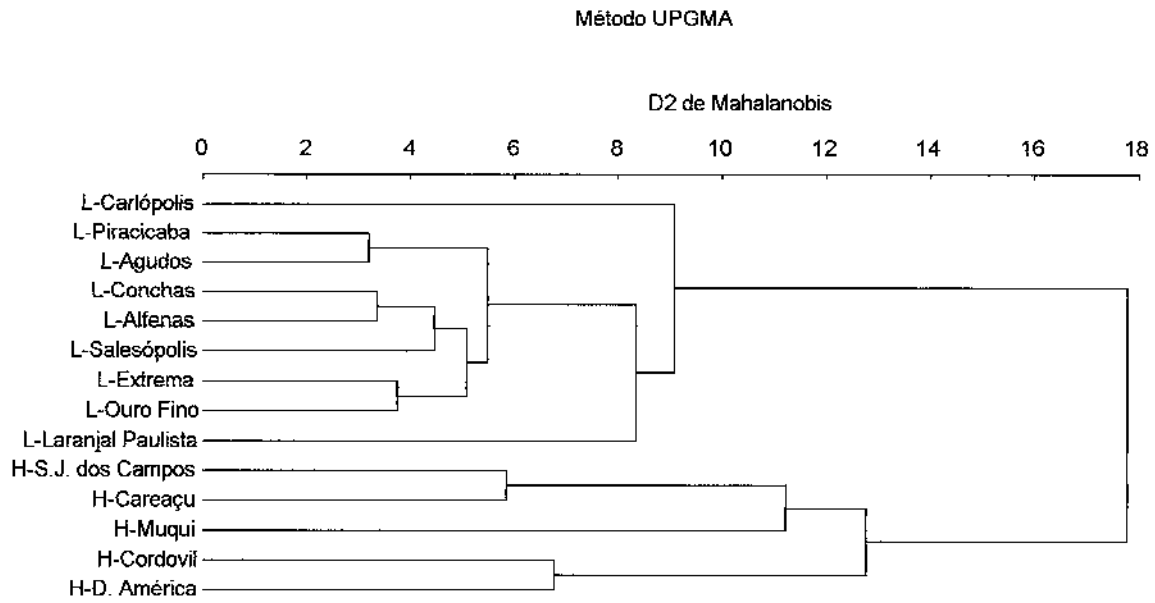 Método UPGMA
D2 de Mahalanobis
0 2 4 6 8 10 12 14 16 18
L-Carlópolis
L-Piracicaba
L-Agudos
L-Conchas
L-Alfenas
L-Salesópolis
L-Extrema
L-Ouro Fino
L-Laranjal Paulista
H-S.J. dos Campos
H-Careaçu
H-Muqui
H-Cordovil
H-D. América